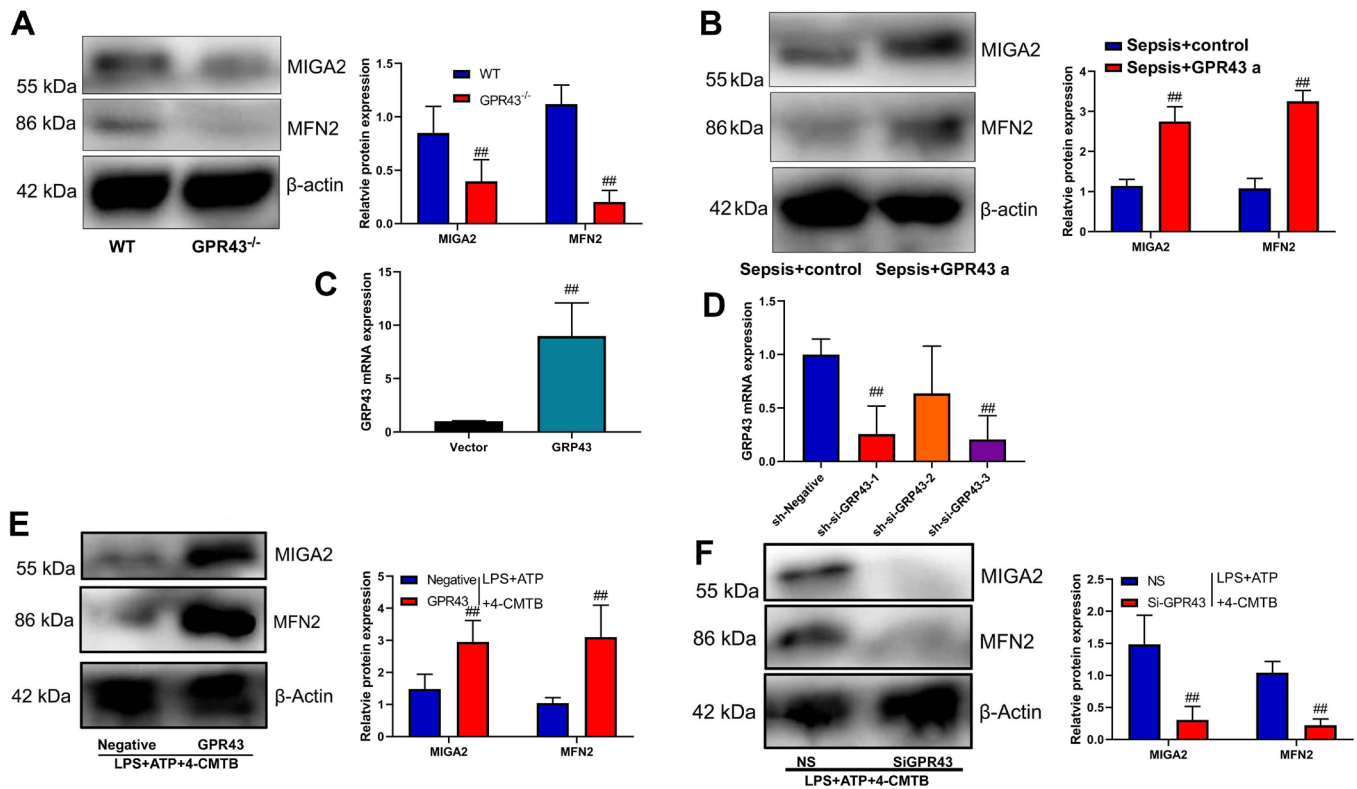 A
MIGA2
55 kDa
MFN2
86 kDa
β-actin
42 kDa
WT GPR43-/-
Relatvie protein expression
1.5
1.0
0.5
0.0
WT
GPR43-/-
##
##
MIGA2 MFN2
B
MIGA2
55 kDa
MFN2
86 kDa
β-actin
42 kDa
Sepsis+control Sepsis+GPR43 a
Sepsis+control
Sepsis+GPR43 a
Relatvie protein expression
4
3
2
1
0
##
##
MIGA2 MFN2
C
GRP43 mRNA expression
15
10
5
0
##
Vector GRP43
D
GRP43 mRNA expression
1.5
1.0
0.5
0.0
##
##
sh-Negative
sh-si-GRP43-1
sh-si-GRP43-2
sh-si-GRP43-3
E
MIGA2
55 kDa
MFN2
86 kDa
β-Actin
42 kDa
Negative GPR43
LPS+ATP+4-CMTB
Relatvie protein expression
5
4
3
2
1
0
Negative LPS+ATP
GPR43 +4-CMTB
##
##
MIGA2 MFN2
F
MIGA2
55 kDa
MFN2
86 kDa
β-Actin
42 kDa
NS SiGPR43
LPS+ATP+4-CMTB
Relatvie protein expression
2.5
2.0
1.5
1.0
0.5
0.0
NS LPS+ATP
Si-GPR43 +4-CMTB
##
##
MIGA2 MFN2